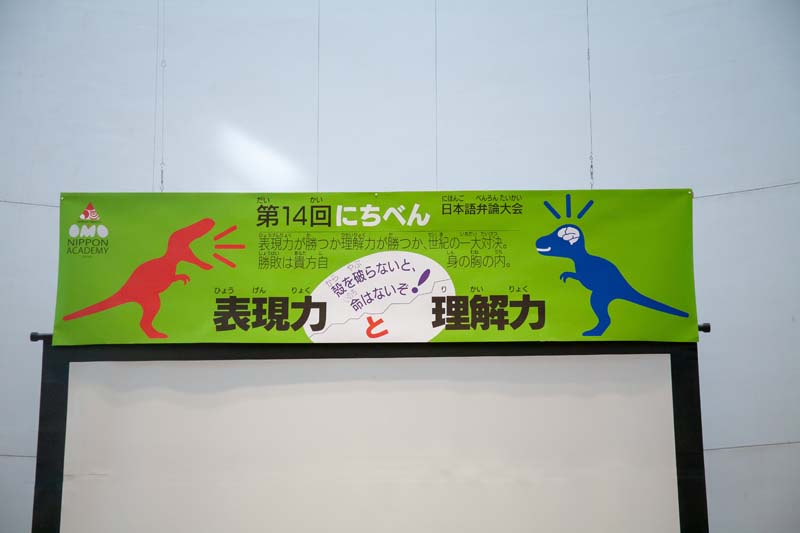 OMO
NIPPON
ACADEMY
第14回にちべん
日本語弁論大会
表現力が勝つか理解力が勝つか、世紀の一大対決。
勝敗は貴方自身の胸の内。
殻を破らないと、
命はないぞ!
表現力と理解力